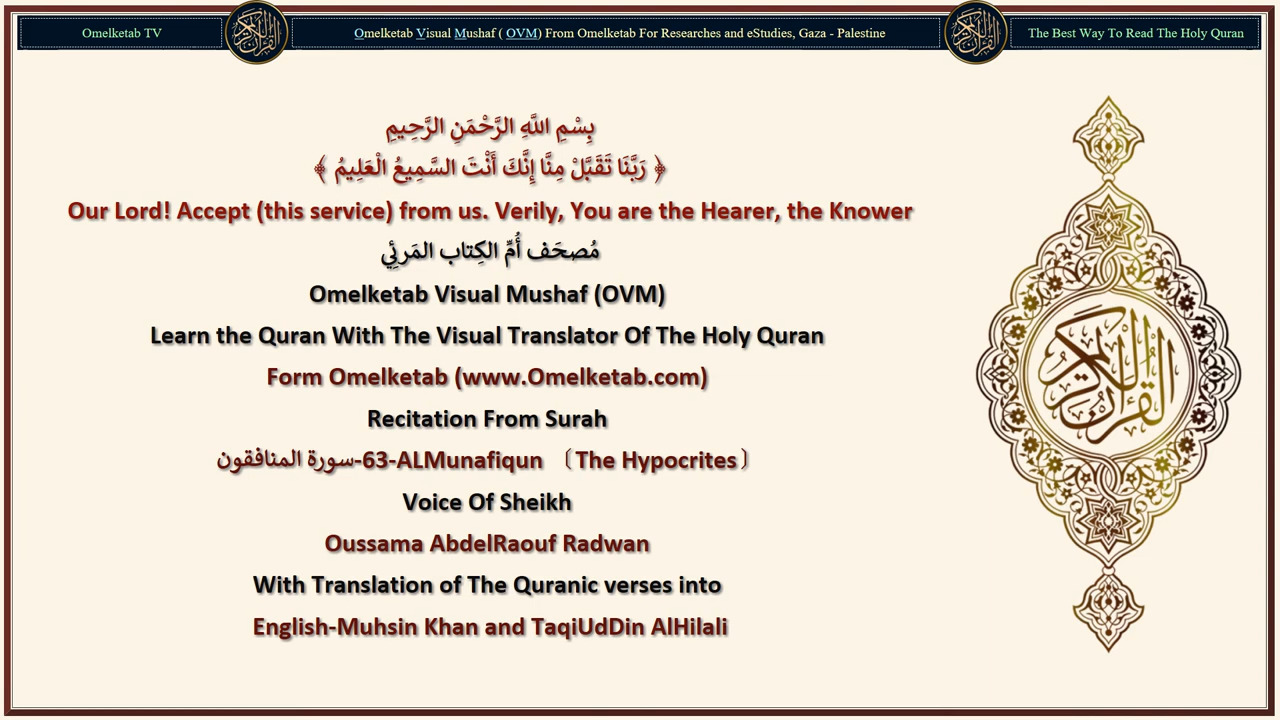 Omelketab TV
Omelketab Visual Mushaf ( OVM) From Omelketab For Researches and eStudies, Gaza - Palestine
The Best Way To Read The Holy Quran
بِسْمِ اللَّهِ الرَّحْمَنِ الرَّحِيمِ
﴿ رَبَّنَا تَقَبَّلْ مِنَّا إِنَّكَ أَنْتَ السَّمِيعُ الْعَلِيمُ ﴾
Our Lord! Accept (this service) from us. Verily, You are the Hearer, the Knower
مُصحَف أُمِّ الكِتاب المَرئِي
Omelketab Visual Mushaf (OVM)
Learn the Quran With The Visual Translator Of The Holy Quran
Form Omelketab (www.Omelketab.com)
Recitation From Surah
سورة المنافقون-63-ALMunafiqun 〔The Hypocrites〕
Voice Of Sheikh
Oussama AbdelRaouf Radwan
With Translation of The Quranic verses into
English-Muhsin Khan and TaqiUdDin AlHilali
القرآن الكريم